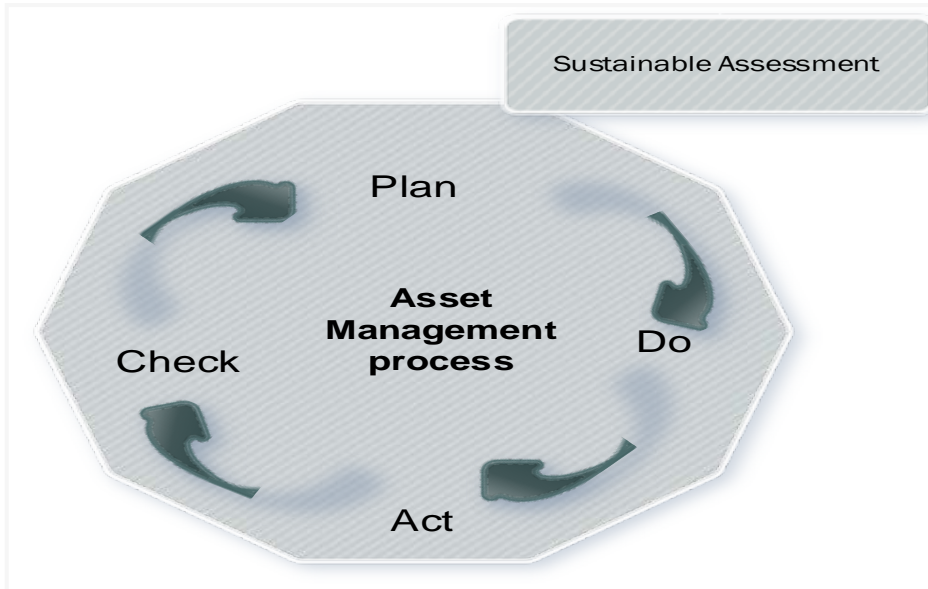 Sustainable Assessment
Plan
Asset
Management
process
Do
Check
Act